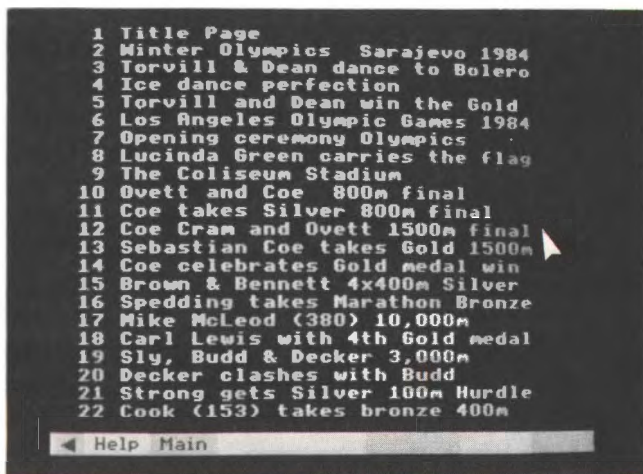 1 Title Page
2 Winter Olympics Sarajevo 1984
3 Torvill & Dean dance to Bolero
4 Ice dance perfection
5 Torvill and Dean win the Gold
6 Los Angeles Olympic Games 1984
7 Opening ceremony Olympics
8 Lucinda Green carries the flag
9 The Coliseum Stadium
10 Ovett and Coe 800m final
11 Coe takes Silver 800m final
12 Coe Cram and Ovett 1500m final
13 Sebastian Coe takes Gold 1500m
14 Coe celebrates Gold medal win
15 Brown & Bennett 4x400m Silver
16 Spedding takes Marathon Bronze
17 Mike McLeod (380) 10,000m
18 Carl Lewis with 4th Gold medal
19 Sly, Budd & Decker 3,000m
20 Decker clashes with Budd
21 Strong gets Silver 100m Hurdle
22 Cook (153) takes bronze 400m
Help Main